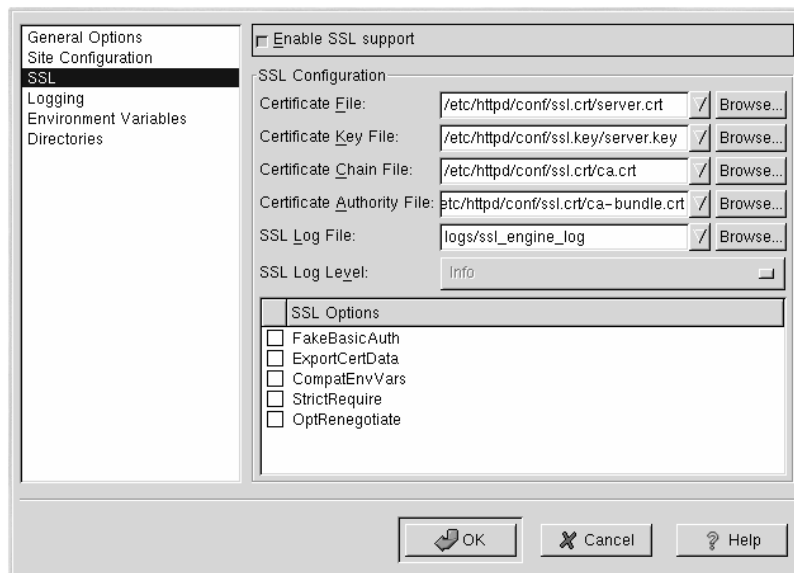 General Options
Site Configuration
SSL
Logging
Environment Variables
Directories
Enable SSL support
SSL Configuration
Certificate File: /etc/httpd/conf/ssl.crt/server.crt Browse...
Certificate Key File: /etc/httpd/conf/ssl.key/server.key Browse...
Certificate Chain File: /etc/httpd/conf/ssl.crt/ca.crt Browse...
Certificate Authority File: etc/httpd/conf/ssl.crt/ca-bundle.crt Browse...
SSL Log File: logs/ssl_engine_log Browse...
SSL Log Level: Info
SSL Options
FakeBasicAuth
ExportCertData
CompatEnvVars
StrictRequire
OptRenegotiate
OK Cancel Help